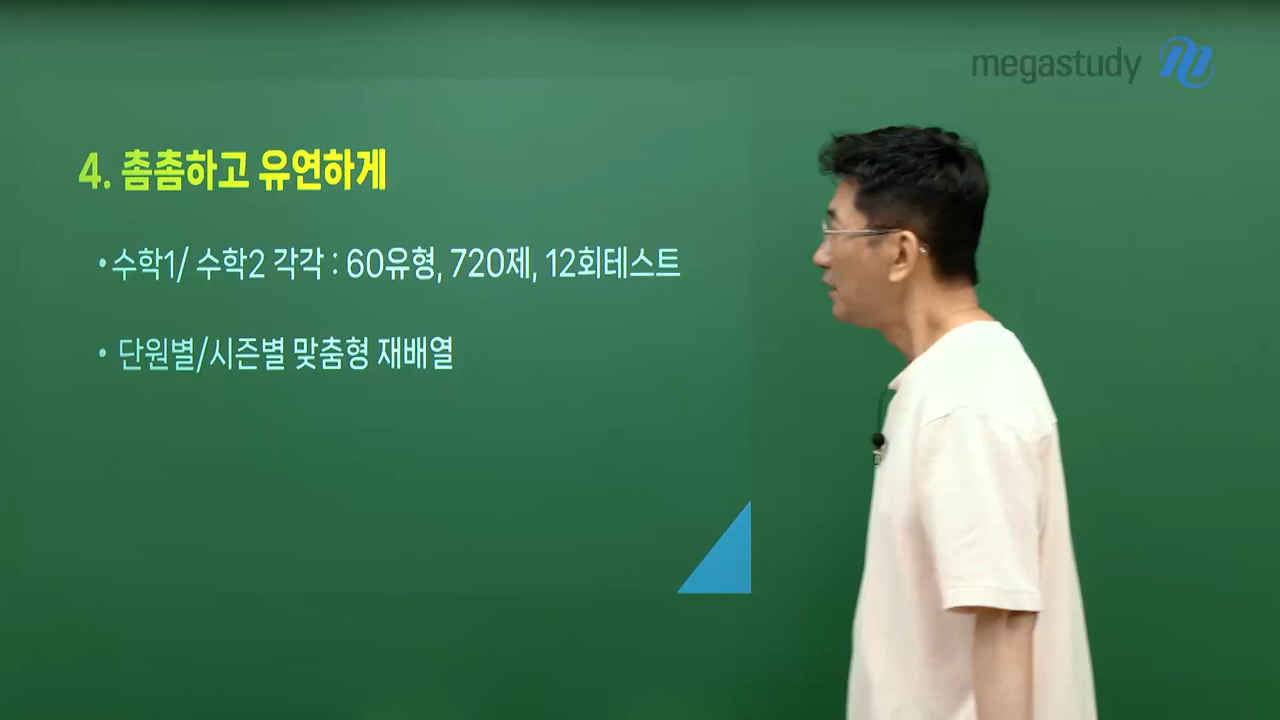 megastudy
4. 촘촘하고 유연하게
• 수학1/ 수학2 각각 : 60유형, 720제, 12회테스트
• 단원별/시즌별 맞춤형 재배열